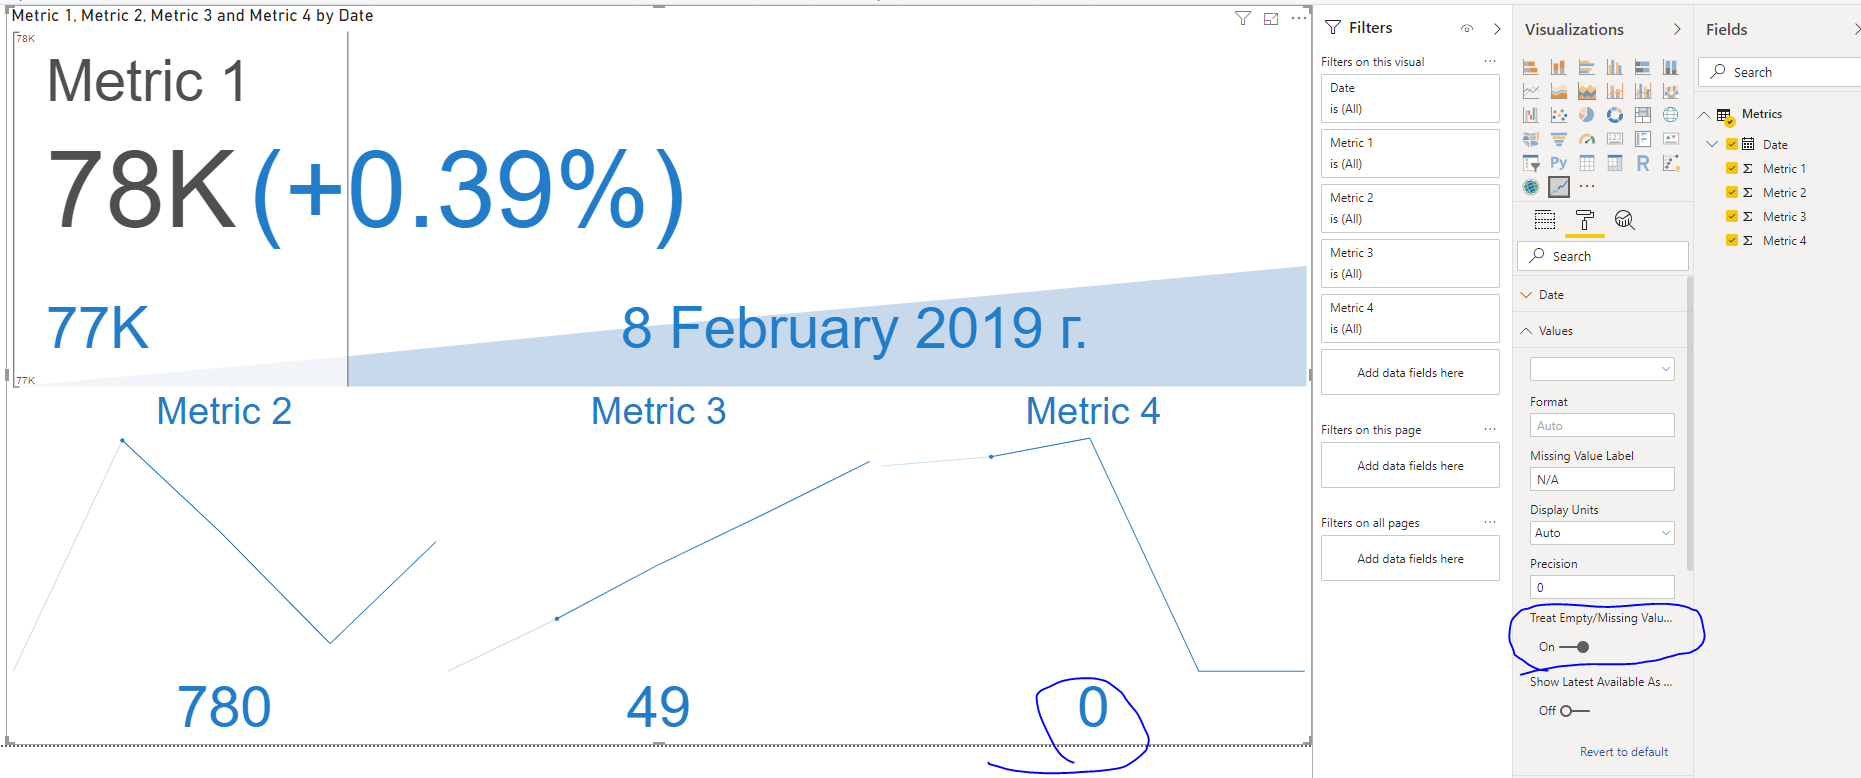 Metric 1, Metric 2, Metric 3 and Metric 4 by Date
78K
Metric 1
78K(+0.39%)
77K
8 February 2019 г.
77K
Metric 2
Metric 3
Metric 4
780
49
0
Filters
Filters on this visual
Date
is (All)
Metric 1
is (All)
Metric 2
is (All)
Metric 3
is (All)
Metric 4
is (All)
Add data fields here
Filters on this page
Add data fields here
Filters on all pages
Add data fields here
Visualizations
123
Py
R
Search
Date
Values
Format
Auto
Missing Value Label
N/A
Display Units
Auto
Precision
0
Treat Empty/Missing Valu...
On
Show Latest Available As ...
Off
Revert to default
Fields
Search
Metrics
Date
Metric 1
Metric 2
Metric 3
Metric 4